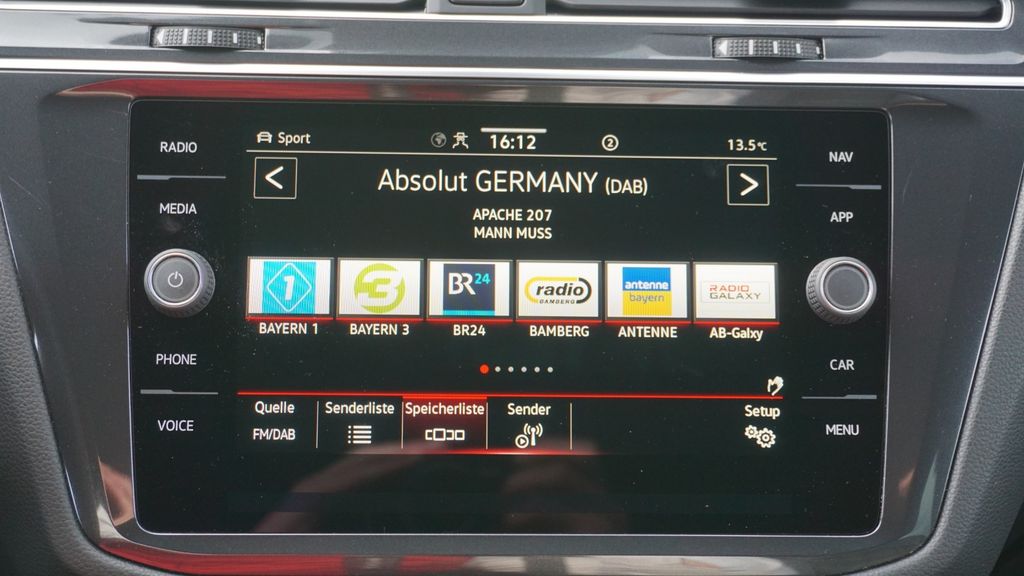 RADIO
MEDIA
PHONE
VOICE
Sport
16:12
2
13.5°C
<
Absolut GERMANY (DAB)
>
APACHE 207
MANN MUSS
1
3
BR24
radio
BAMBERG
antenne
bayern
RADIO
GALAXY
BAYERN 1
BAYERN 3
BR24
BAMBERG
ANTENNE
AB-Galxy
Quelle
FM/DAB
Senderliste
Speicherliste
Sender
Setup
NAV
APP
CAR
MENU